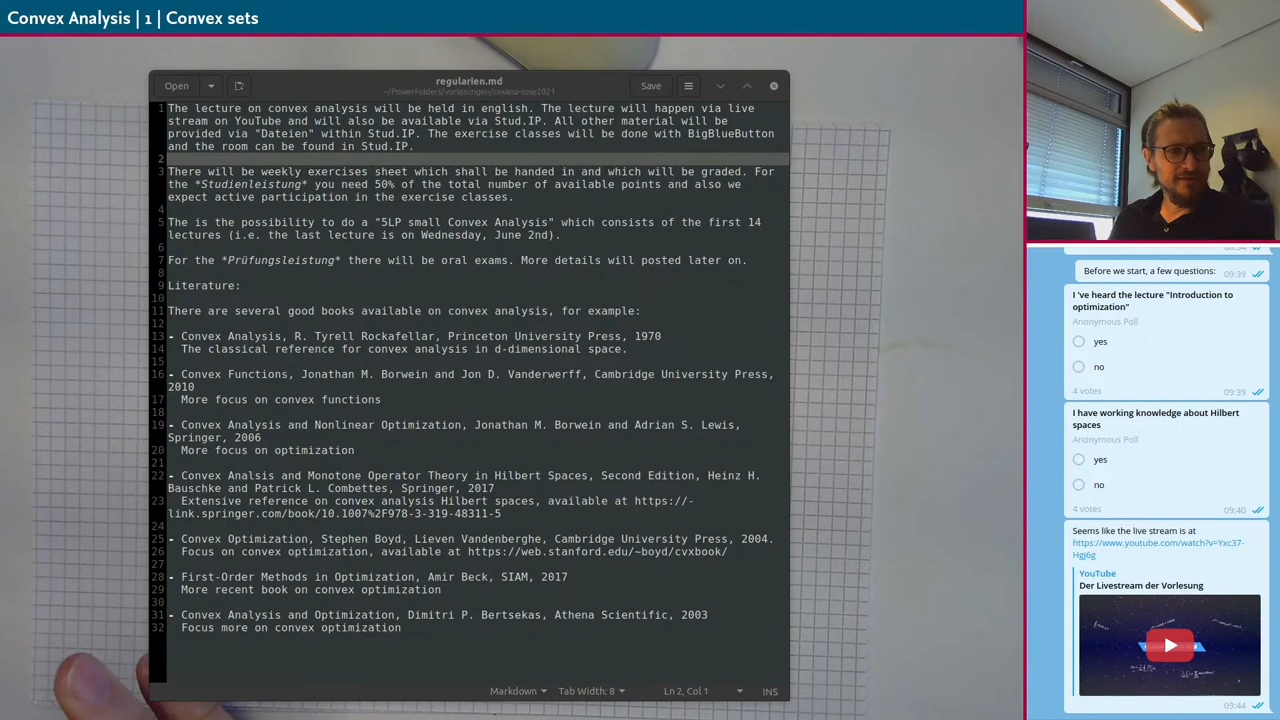 Convex Analysis | 1 | Convex sets
Open
regularien.md
~/PowerFolders/vorlesungen/cvxana-sose2021
Save
1 The lecture on convex analysis will be held in english. The lecture will happen via live
stream on YouTube and will also be available via Stud.IP. All other material will be
provided via "Dateien" within Stud.IP. The exercise classes will be done with BigBlueButton
and the room can be found in Stud.IP.
2
3 There will be weekly exercises sheet which shall be handed in and which will be graded. For
the *Studienleistung* you need 50% of the total number of available points and also we
expect active participation in the exercise classes.
4
5 The is the possibility to do a "5LP small Convex Analysis" which consists of the first 14
lectures (i.e. the last lecture is on Wednesday, June 2nd).
6
7 For the *Prüfungsleistung* there will be oral exams. More details will posted later on.
8
9 Literature:
10
11 There are several good books available on convex analysis, for example:
12
13 - Convex Analysis, R. Tyrell Rockafellar, Princeton University Press, 1970
14 The classical reference for convex analysis in d-dimensional space.
15
16 - Convex Functions, Jonathan M. Borwein and Jon D. Vanderwerff, Cambridge University Press,
2010
17 More focus on convex functions
18
19 - Convex Analysis and Nonlinear Optimization, Jonathan M. Borwein and Adrian S. Lewis,
Springer, 2006
20 More focus on optimization
21
22 - Convex Analsis and Monotone Operator Theory in Hilbert Spaces, Second Edition, Heinz H.
Bauschke and Patrick L. Combettes, Springer, 2017
23 Extensive reference on convex analysis Hilbert spaces, available at https://-
link.springer.com/book/10.1007%2F978-3-319-48311-5
24
25 - Convex Optimization, Stephen Boyd, Lieven Vandenberghe, Cambridge University Press, 2004.
26 Focus on convex optimization, available at https://web.stanford.edu/~boyd/cvxbook/
27
28 - First-Order Methods in Optimization, Amir Beck, SIAM, 2017
29 More recent book on convex optimization
30
31 - Convex Analysis and Optimization, Dimitri P. Bertsekas, Athena Scientific, 2003
32 Focus more on convex optimization
Markdown Tab Width: 8 Ln 2, Col 1 INS
Before we start, a few questions: 09:39
I 've heard the lecture "Introduction to
optimization"
Anonymous Poll
yes
no
4 votes 09:39
I have working knowledge about Hilbert
spaces
Anonymous Poll
yes
no
4 votes 09:40
Seems like the live stream is at
https://www.youtube.com/watch?v=Yxc37-
Hgj6g
YouTube
Der Livestream der Vorlesung
09:44